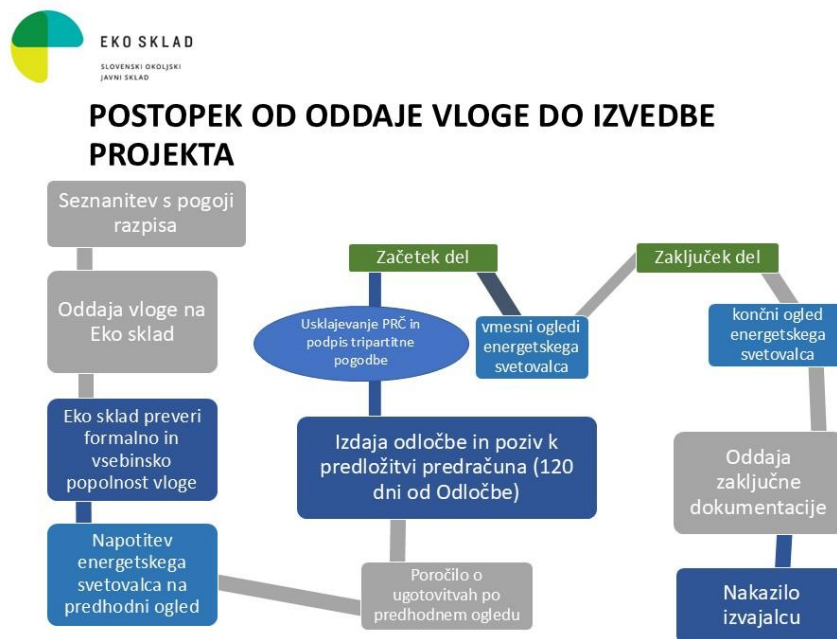 EKO SKLAD
SLOVENSKI OKOLJSKI
JAVNI SKLAD
POSTOPEK OD ODDAJE VLOGE DO IZVEDBE
PROJEKTA
Seznanitev s pogoji
razpisa
Oddaja vloge na
Eko sklad
Eko sklad preveri
formalno in
vsebinsko
popolnost vloge
Napotitev
energetskega
svetovalca na
predhodni ogled
Poročilo o
ugotovitvah po
predhodnem ogledu
Izdaja odločbe in poziv k
predložitvi predračuna (120
dni od Odločbe)
Usklajevanje PRČ in
podpis tripartitne
pogodbe
Začetek del
vmesni ogledi
energetskega
svetovalca
Zaključek del
končni ogled
energetskega
svetovalca
Oddaja
zaključne
dokumentacije
Nakazilo
izvajalcu